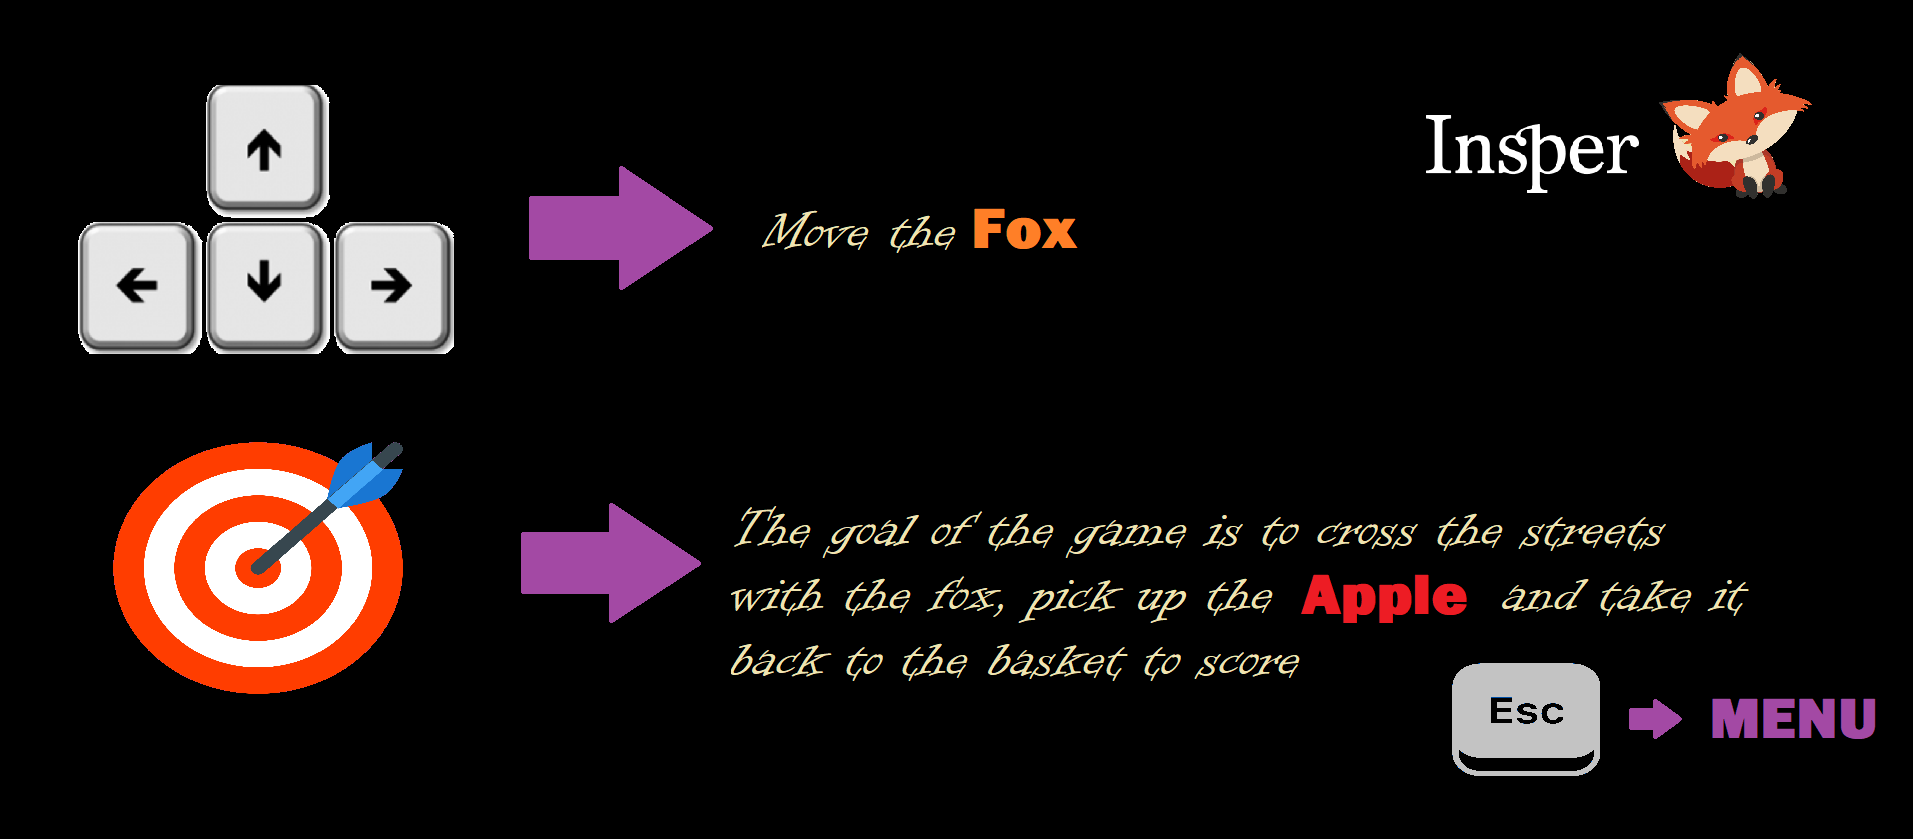 Insper
Move the Fox
The goal of the game is to cross the streets
with the fox, pick up the Apple and take it
back to the basket to score
Esc
MENU